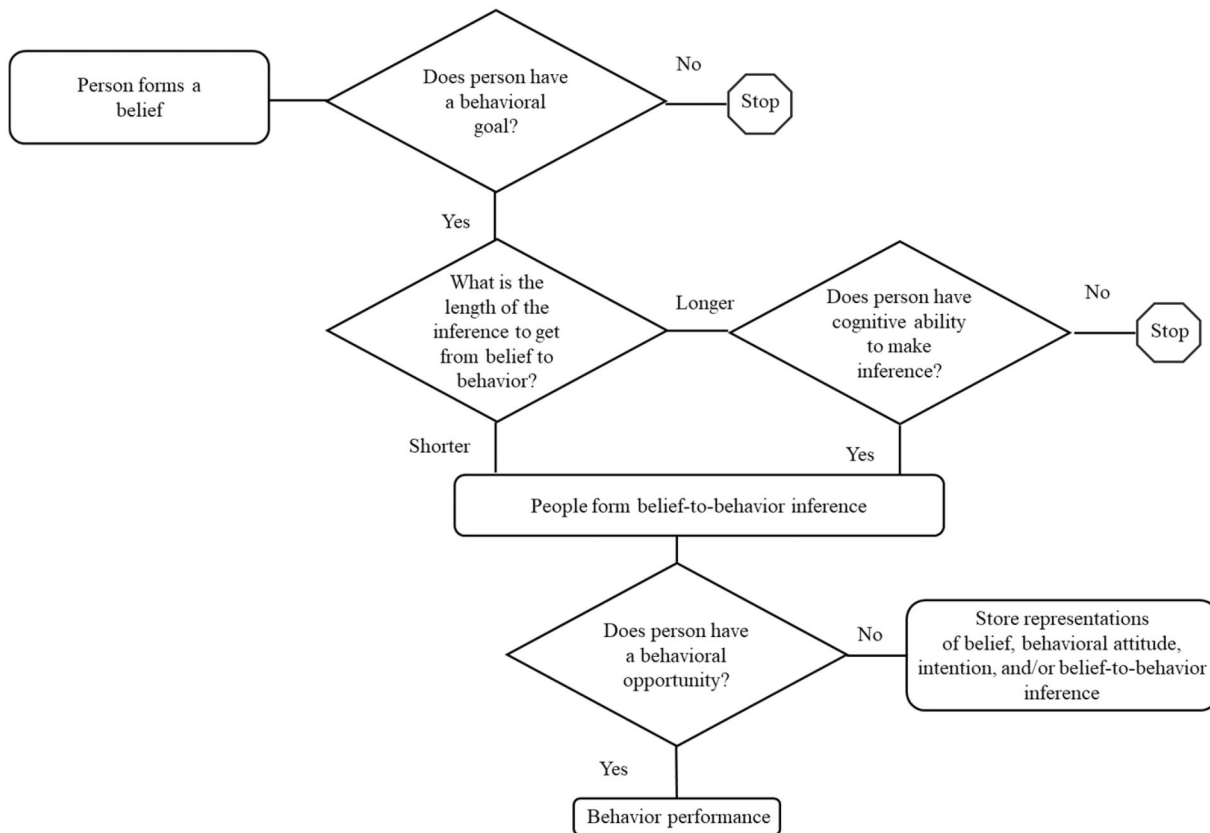 Person forms a
belief
Does person have
a behavioral
goal?
No
Stop
Yes
What is the
length of the
inference to get
from belief to
behavior?
Longer
Does person have
cognitive ability
to make
inference?
No
Stop
Shorter
Yes
People form belief-to-behavior inference
Does person have
a behavioral
opportunity?
No
Store representations
of belief, behavioral attitude,
intention, and/or belief-to-behavior
inference
Yes
Behavior performance